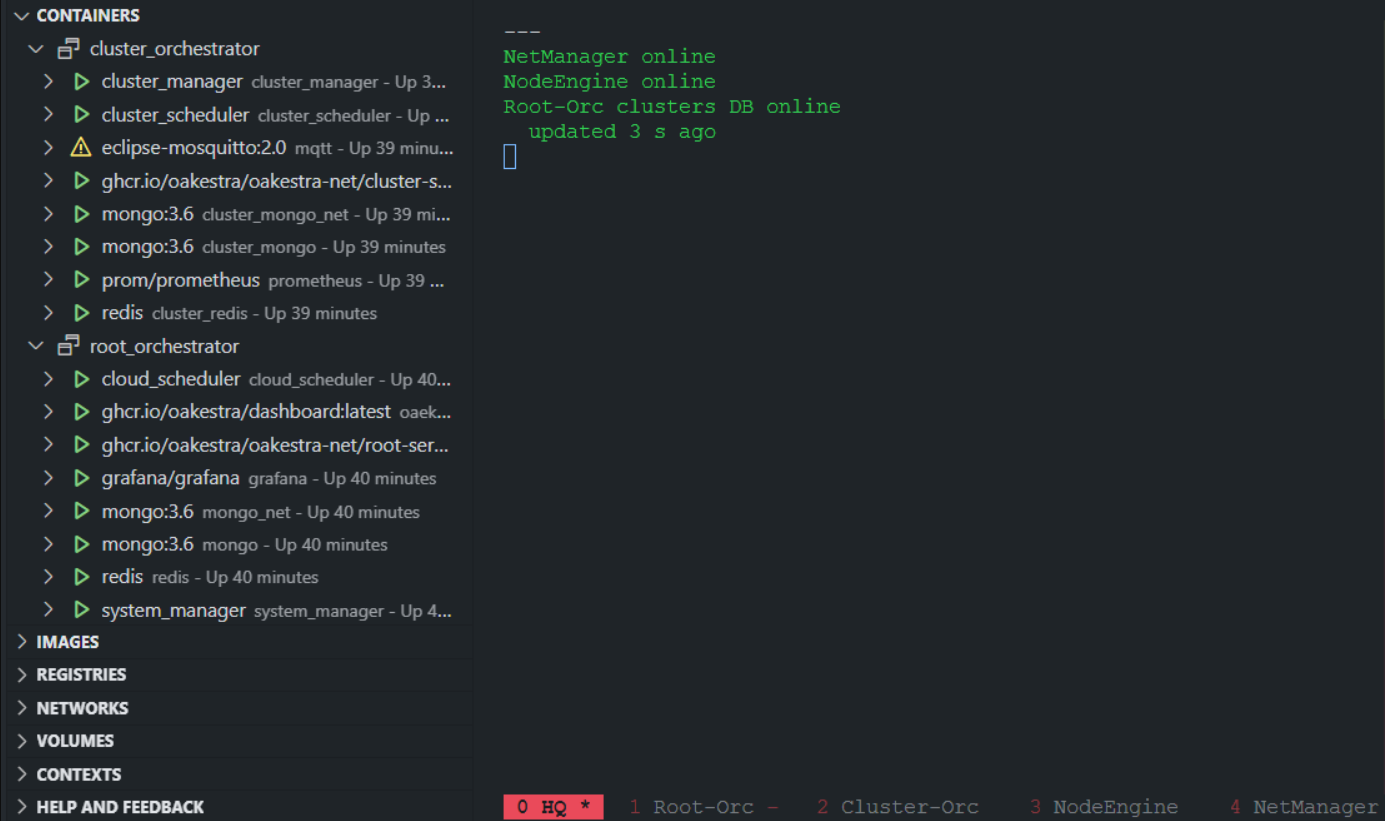 CONTAINERS
cluster_orchestrator
cluster_manager cluster_manager - Up 3...
cluster_scheduler cluster_scheduler - Up ...
eclipse-mosquitto:2.0 mqtt - Up 39 minu...
ghcr.io/oakestra/oakestra-net/cluster-s...
mongo:3.6 cluster_mongo_net - Up 39 mi...
mongo:3.6 cluster_mongo - Up 39 minutes
prom/prometheus prometheus - Up 39 ...
redis cluster_redis - Up 39 minutes
root_orchestrator
cloud_scheduler cloud_scheduler - Up 40...
ghcr.io/oakestra/dashboard:latest oaek...
ghcr.io/oakestra/oakestra-net/root-ser...
grafana/grafana grafana - Up 40 minutes
mongo:3.6 mongo_net - Up 40 minutes
mongo:3.6 mongo - Up 40 minutes
redis redis - Up 40 minutes
system_manager system_manager - Up 4...
IMAGES
REGISTRIES
NETWORKS
VOLUMES
CONTEXTS
HELP AND FEEDBACK
---
NetManager online
NodeEngine online
Root-Orc clusters DB online
updated 3 s ago
0 HQ * 1 Root-Orc - 2 Cluster-Orc 3 NodeEngine 4 NetManager